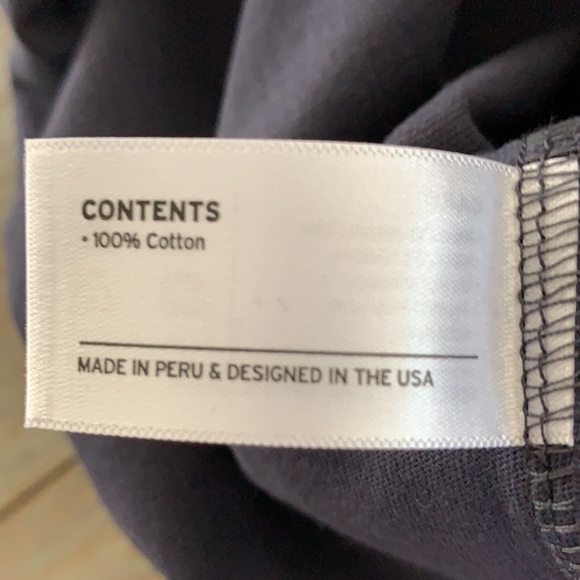 CONTENTS
• 100% Cotton
MADE IN PERU & DESIGNED IN THE USA